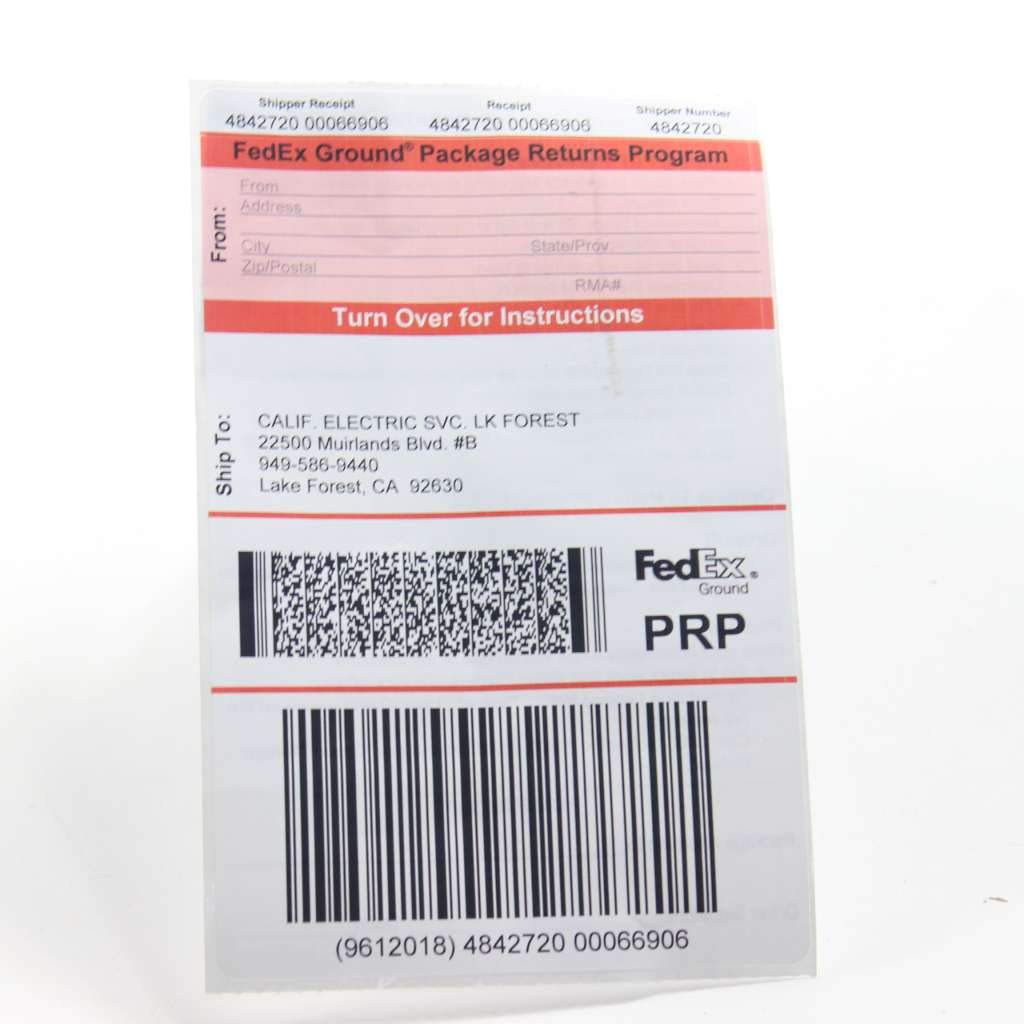 Shipper Receipt Receipt Shipper Number
4842720 00066906 4842720 00066906 4842720
FedEx Ground® Package Returns Program
From:
From
Address
City State/Prov
Zip/Postal
RMA#
Turn Over for Instructions
Ship To:
CALIF. ELECTRIC SVC. LK FOREST
22500 Muirlands Blvd. #B
949-586-9440
Lake Forest, CA 92630
FedEx®
Ground
PRP
(9612018) 4842720 00066906